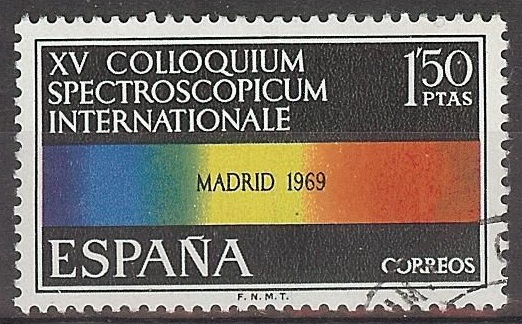 XV COLLOQUIUM
SPECTROSCOPICUM
INTERNATIONALE
1'50
PTAS
MADRID 1969
ESPAÑA
CORREOS
F. N. M. T.